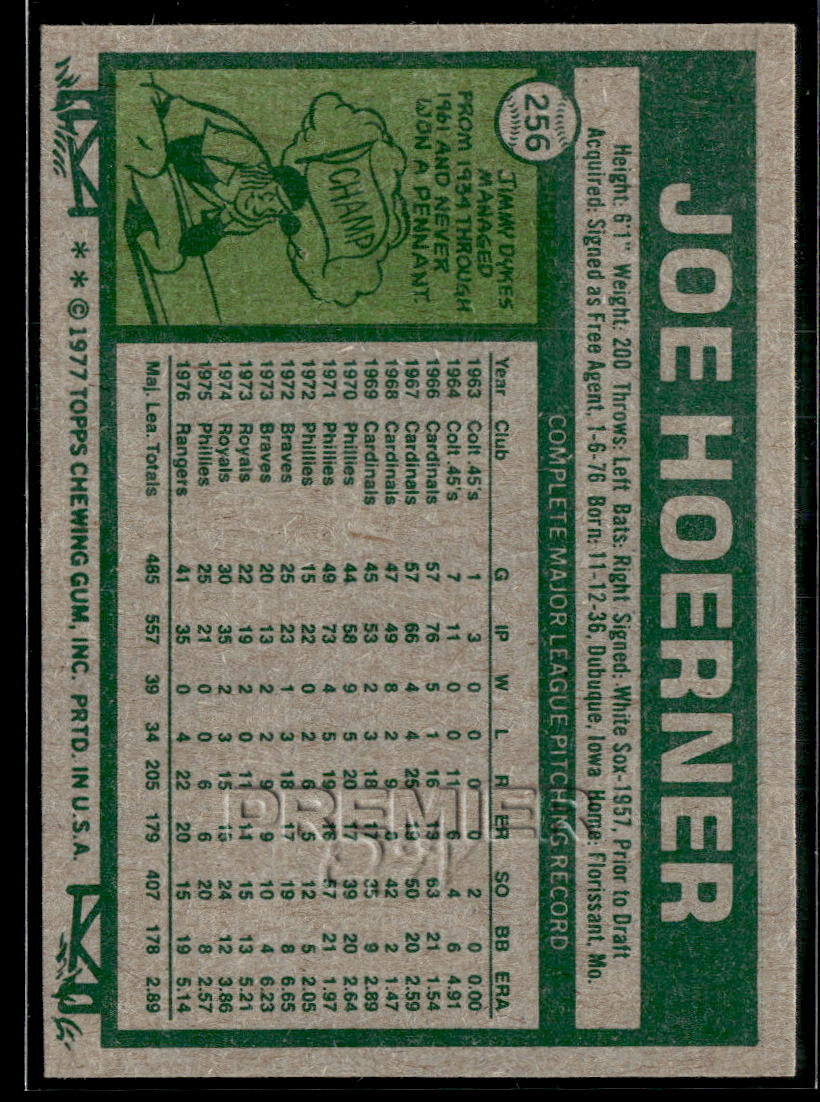 JOE HOERNER
256
Height: 6'1" Weight: 200 Throws: Left Bats: Right Signed: White Sox-1957, Prior to Draft
Acquired: Signed as Free Agent, 1-6-76 Born: 11-12-36, Dubuque, Iowa Home: Florissant, Mo.
JIMMY DYKES
MANAGED
FROM 1934 THROUGH
1961 AND NEVER
WON A PENNANT.
CHAMP
COMPLETE MAJOR LEAGUE PITCHING RECORD
Year Club G IP W L R ER SO BB ERA
1963 Colt .45's 1 3 0 0 0 0 2 0 0.00
1964 Colt .45's 7 11 0 0 11 6 4 6 4.91
1966 Cardinals 57 76 5 1 16 13 63 21 1.54
1967 Cardinals 57 66 4 4 25 19 50 20 2.59
1968 Cardinals 47 49 8 2 9 8 42 2 1.47
1969 Cardinals 45 53 2 3 18 17 35 9 2.89
1970 Phillies 44 58 9 5 20 17 39 20 2.64
1971 Phillies 49 73 4 5 19 16 57 21 1.97
1972 Phillies 15 22 0 2 6 5 12 5 2.05
1972 Braves 25 23 1 3 18 17 19 8 6.65
1973 Braves 20 13 2 2 9 9 10 4 6.23
1973 Royals 22 19 2 0 11 11 15 13 5.21
1974 Royals 30 35 2 3 15 15 24 12 3.86
1975 Phillies 25 21 0 0 6 6 20 8 2.57
1976 Rangers 41 35 0 4 22 20 15 19 5.14
Maj. Lea. Totals 485 557 39 34 205 179 407 178 2.89
PREMIER
* * ©1977 TOPPS CHEWING GUM, INC. PRTD. IN U.S.A.